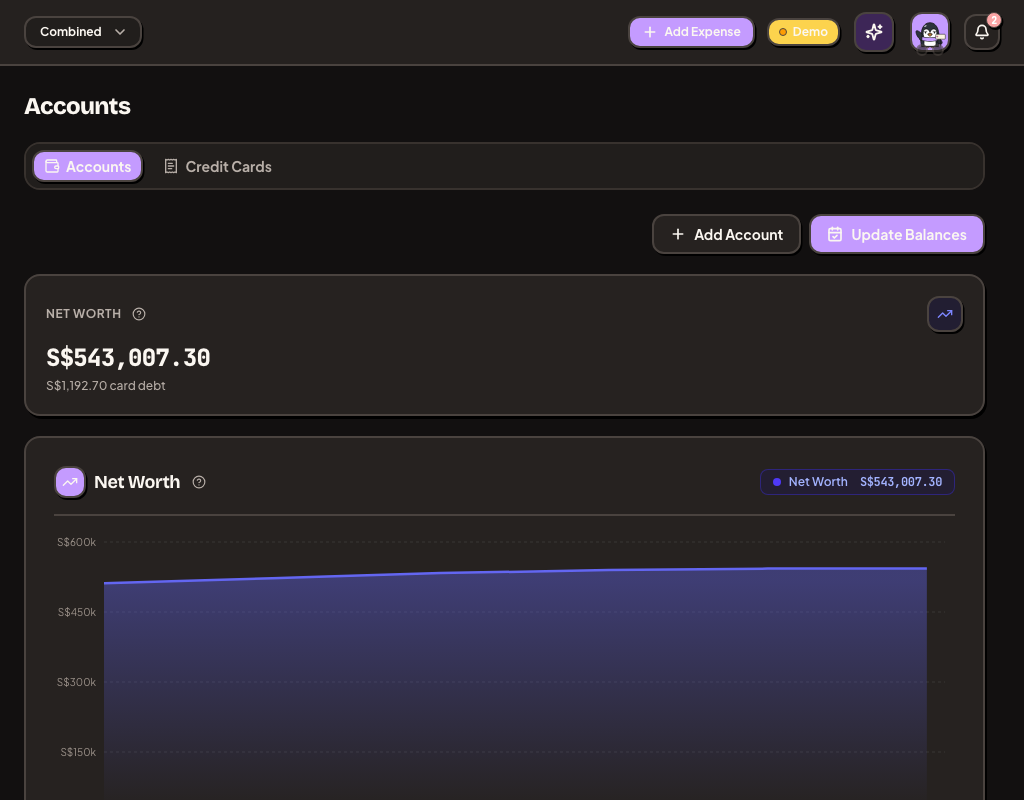 Combined
Add Expense
Demo
2
Accounts
Accounts
Credit Cards
Add Account
Update Balances
NET WORTH
S$543,007.30
S$1,192.70 card debt
Net Worth
Net Worth S$543,007.30
S$600k
S$450k
S$300k
S$150k